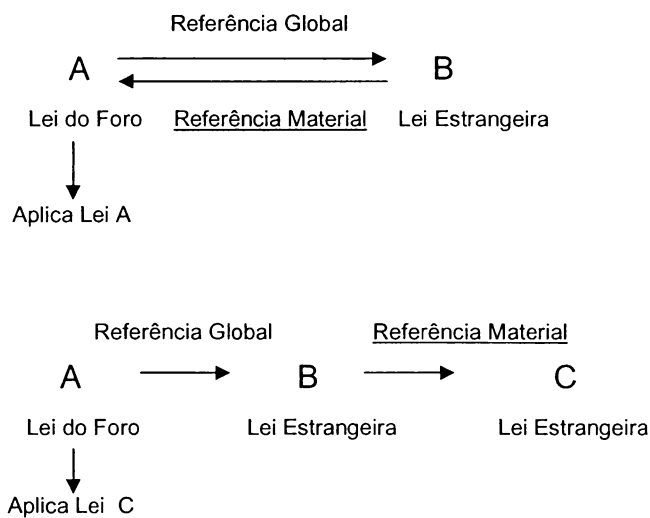 Referência Global
A B
Lei do Foro Referência Material Lei Estrangeira
Aplica Lei A
Referência Global Referência Material
A B C
Lei do Foro Lei Estrangeira Lei Estrangeira
Aplica Lei C